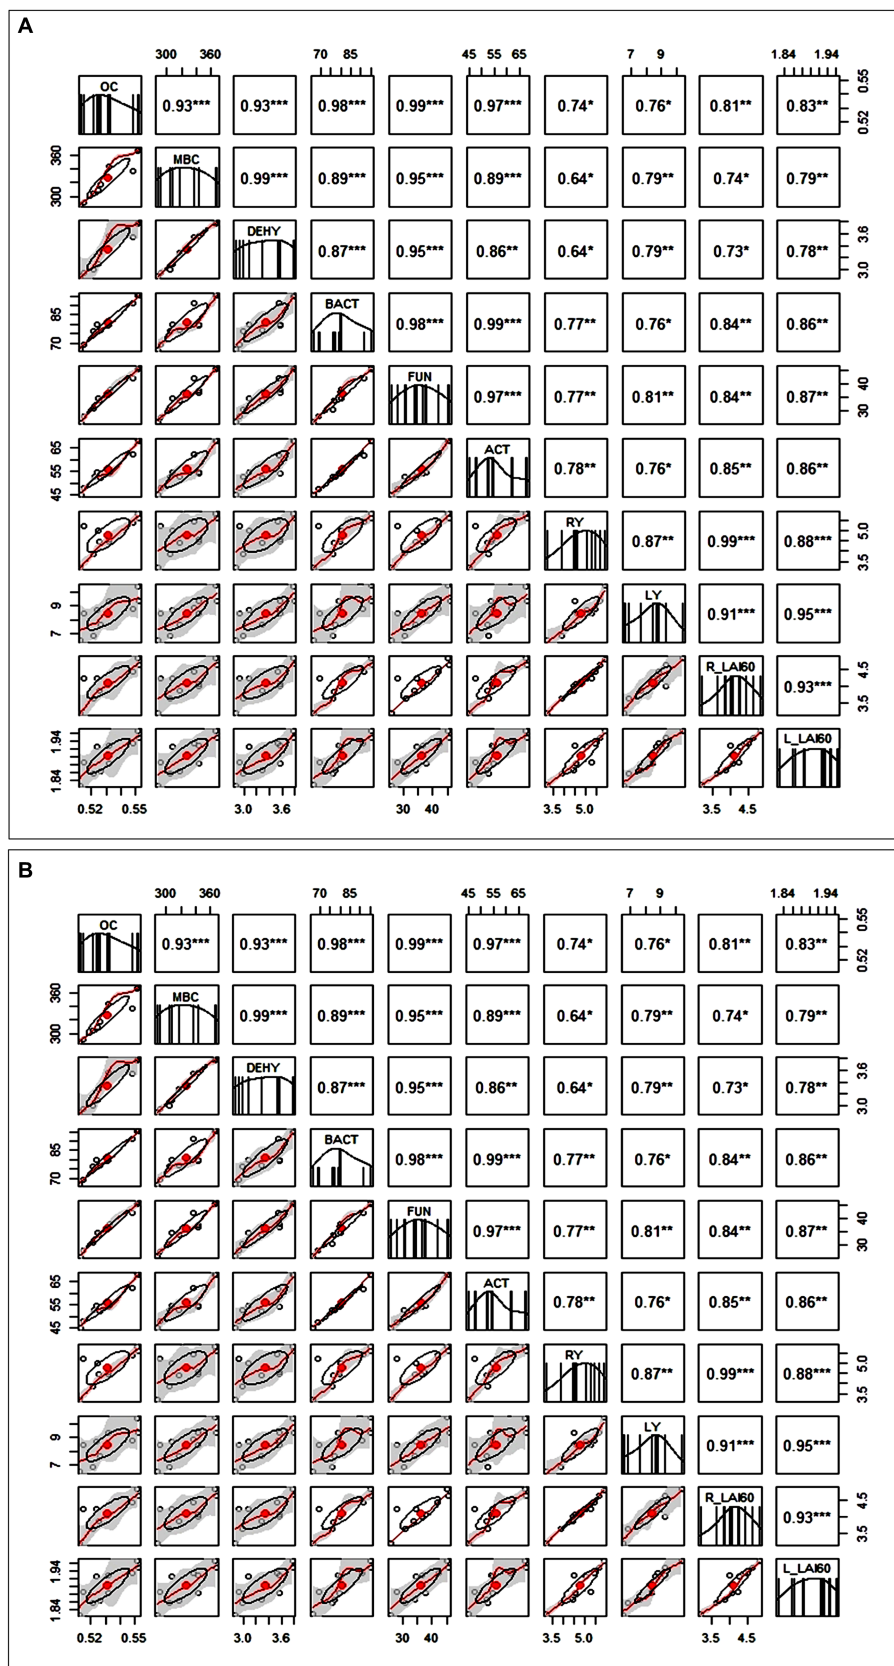 A
300 360 70 85 45 55 65 7 9 1.84 1.94
OC 0.93*** 0.93*** 0.98*** 0.99*** 0.97*** 0.74* 0.76* 0.81** 0.83** 0.52 0.55
300 360 MBC 0.99*** 0.89*** 0.95*** 0.89*** 0.64* 0.79** 0.74* 0.79**
DEHY 0.87*** 0.95*** 0.86** 0.64* 0.79** 0.73* 0.78** 3.0 3.6
70 85 BACT 0.98*** 0.99*** 0.77** 0.76* 0.84** 0.86**
FUN 0.97*** 0.77** 0.81** 0.84** 0.87** 30 40
45 55 65 ACT 0.78** 0.76* 0.85** 0.86**
RY 0.87** 0.99*** 0.88*** 3.5 5.0
7 9 LY 0.91*** 0.95***
R_LAI60 0.93*** 3.5 4.5
1.84 1.94 L_LAI60
0.52 0.55 3.0 3.6 30 40 3.5 5.0 3.5 4.5
B
300 360 70 85 45 55 65 7 9 1.84 1.94
OC 0.93*** 0.93*** 0.98*** 0.99*** 0.97*** 0.74* 0.76* 0.81** 0.83** 0.52 0.55
300 360 MBC 0.99*** 0.89*** 0.95*** 0.89*** 0.64* 0.79** 0.74* 0.79**
DEHY 0.87*** 0.95*** 0.86** 0.64* 0.79** 0.73* 0.78** 3.0 3.6
70 85 BACT 0.98*** 0.99*** 0.77** 0.76* 0.84** 0.86**
FUN 0.97*** 0.77** 0.81** 0.84** 0.87** 30 40
45 55 65 ACT 0.78** 0.76* 0.85** 0.86**
RY 0.87** 0.99*** 0.88*** 3.5 5.0
7 9 LY 0.91*** 0.95***
R_LAI60 0.93*** 3.5 4.5
1.84 1.94 L_LAI60
0.52 0.55 3.0 3.6 30 40 3.5 5.0 3.5 4.5